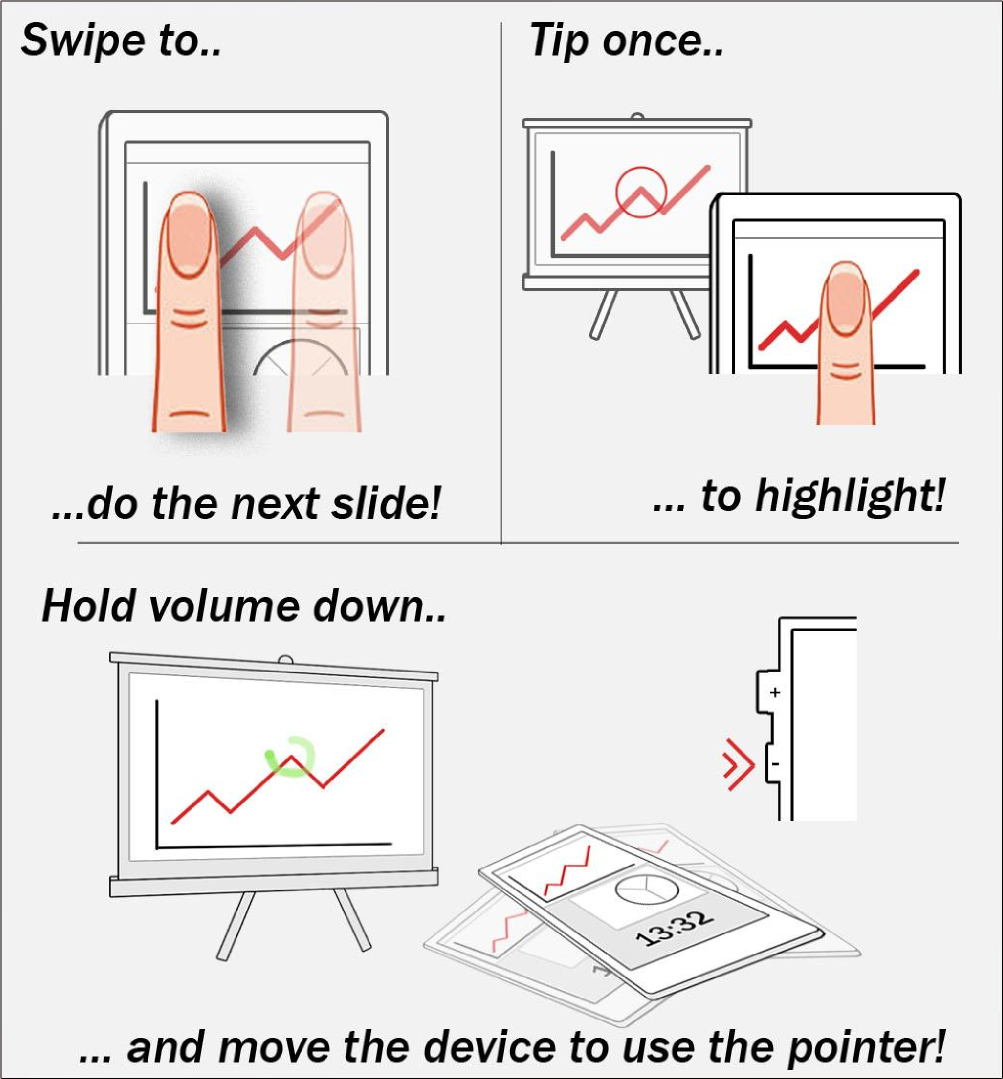 Swipe to..
...do the next slide!
Tip once..
... to highlight!
Hold volume down..
+
-
13:32
... and move the device to use the pointer!